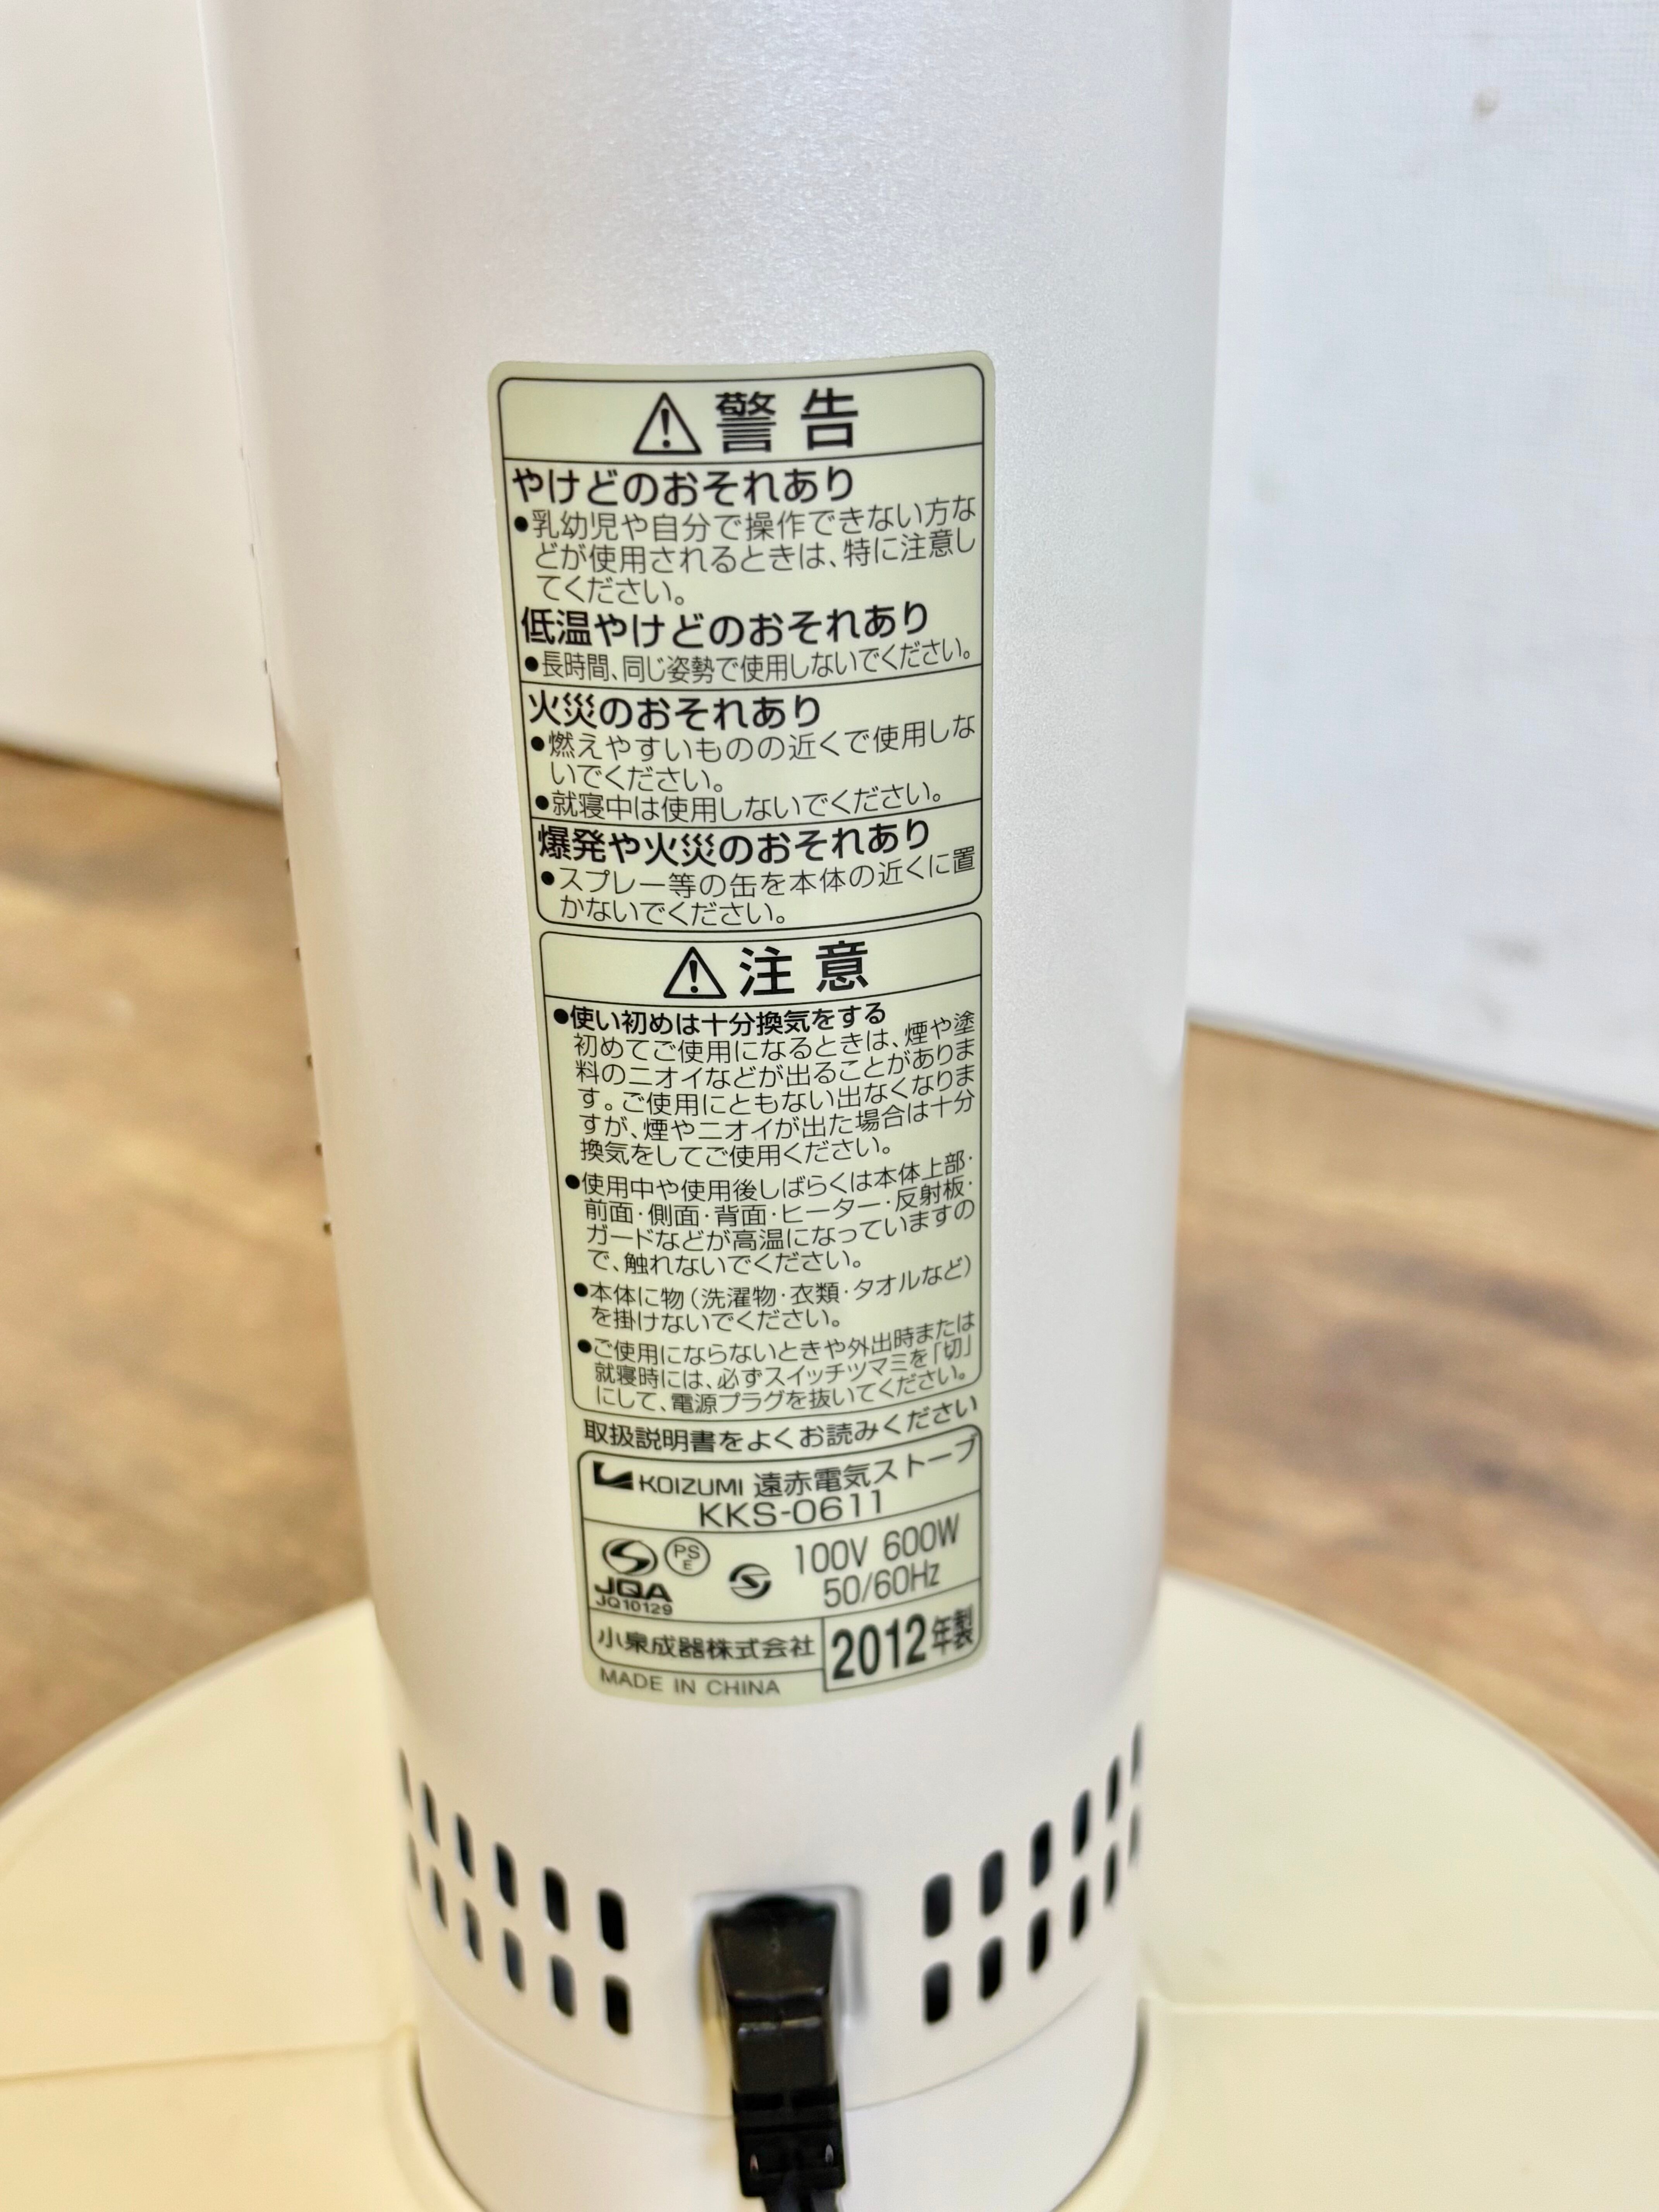 警告
やけどのおそれあり
●乳幼児や自分で操作できない方な
どが使用されるときは、特に注意し
てください。
低温やけどのおそれあり
●長時間、同じ姿勢で使用しないでください。
火災のおそれあり
●燃えやすいものの近くで使用しな
いでください。
●就寝中は使用しないでください。
爆発や火災のおそれあり
●スプレー等の缶を本体の近くに置
かないでください。
注意
●使い初めは十分換気をする
初めてご使用になるときは、煙や塗
料のニオイなどが出ることがありま
す。ご使用にともない出なくなりま
すが、煙やニオイが出た場合は十分
換気をしてご使用ください。
●使用中や使用後しばらくは本体上部・
前面・側面・背面・ヒーター・反射板・
ガードなどが高温になっていますの
で、触れないでください。
●本体に物(洗濯物・衣類・タオルなど)
を掛けないでください。
●ご使用にならないときや外出時または
就寝時には、必ずスイッチツマミを「切」
にして、電源プラグを抜いてください。
取扱説明書をよくお読みください
KOIZUMI 遠赤電気ストーブ
KKS-0611
PS
E
100V 600W
50/60Hz
JQA
JQ10129
小泉成器株式会社
2012年製
MADE IN CHINA